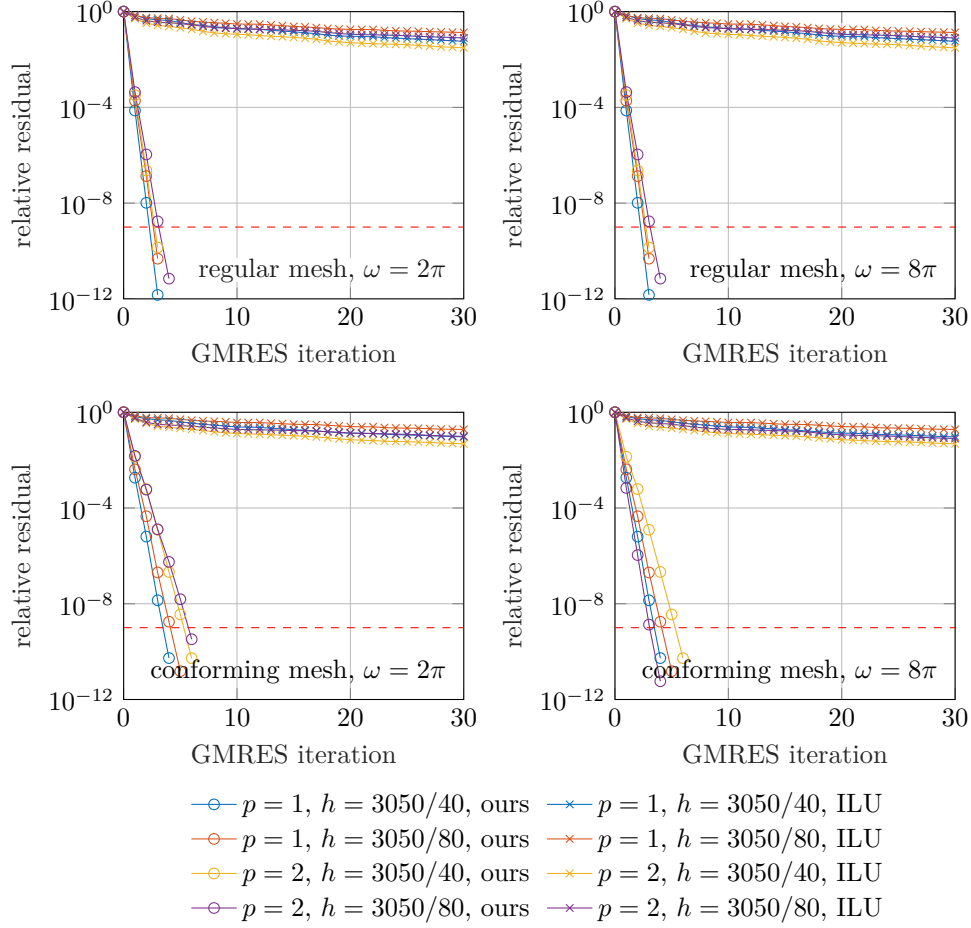 10^0
10^−4
10^−8
10^−12
relative residual
regular mesh, ω = 2π
0 10 20 30
GMRES iteration
10^0
10^−4
10^−8
10^−12
relative residual
regular mesh, ω = 8π
0 10 20 30
GMRES iteration
10^0
10^−4
10^−8
10^−12
relative residual
conforming mesh, ω = 2π
0 10 20 30
GMRES iteration
10^0
10^−4
10^−8
10^−12
relative residual
conforming mesh, ω = 8π
0 10 20 30
GMRES iteration
p = 1, h = 3050/40, ours p = 1, h = 3050/40, ILU
p = 1, h = 3050/80, ours p = 1, h = 3050/80, ILU
p = 2, h = 3050/40, ours p = 2, h = 3050/40, ILU
p = 2, h = 3050/80, ours p = 2, h = 3050/80, ILU